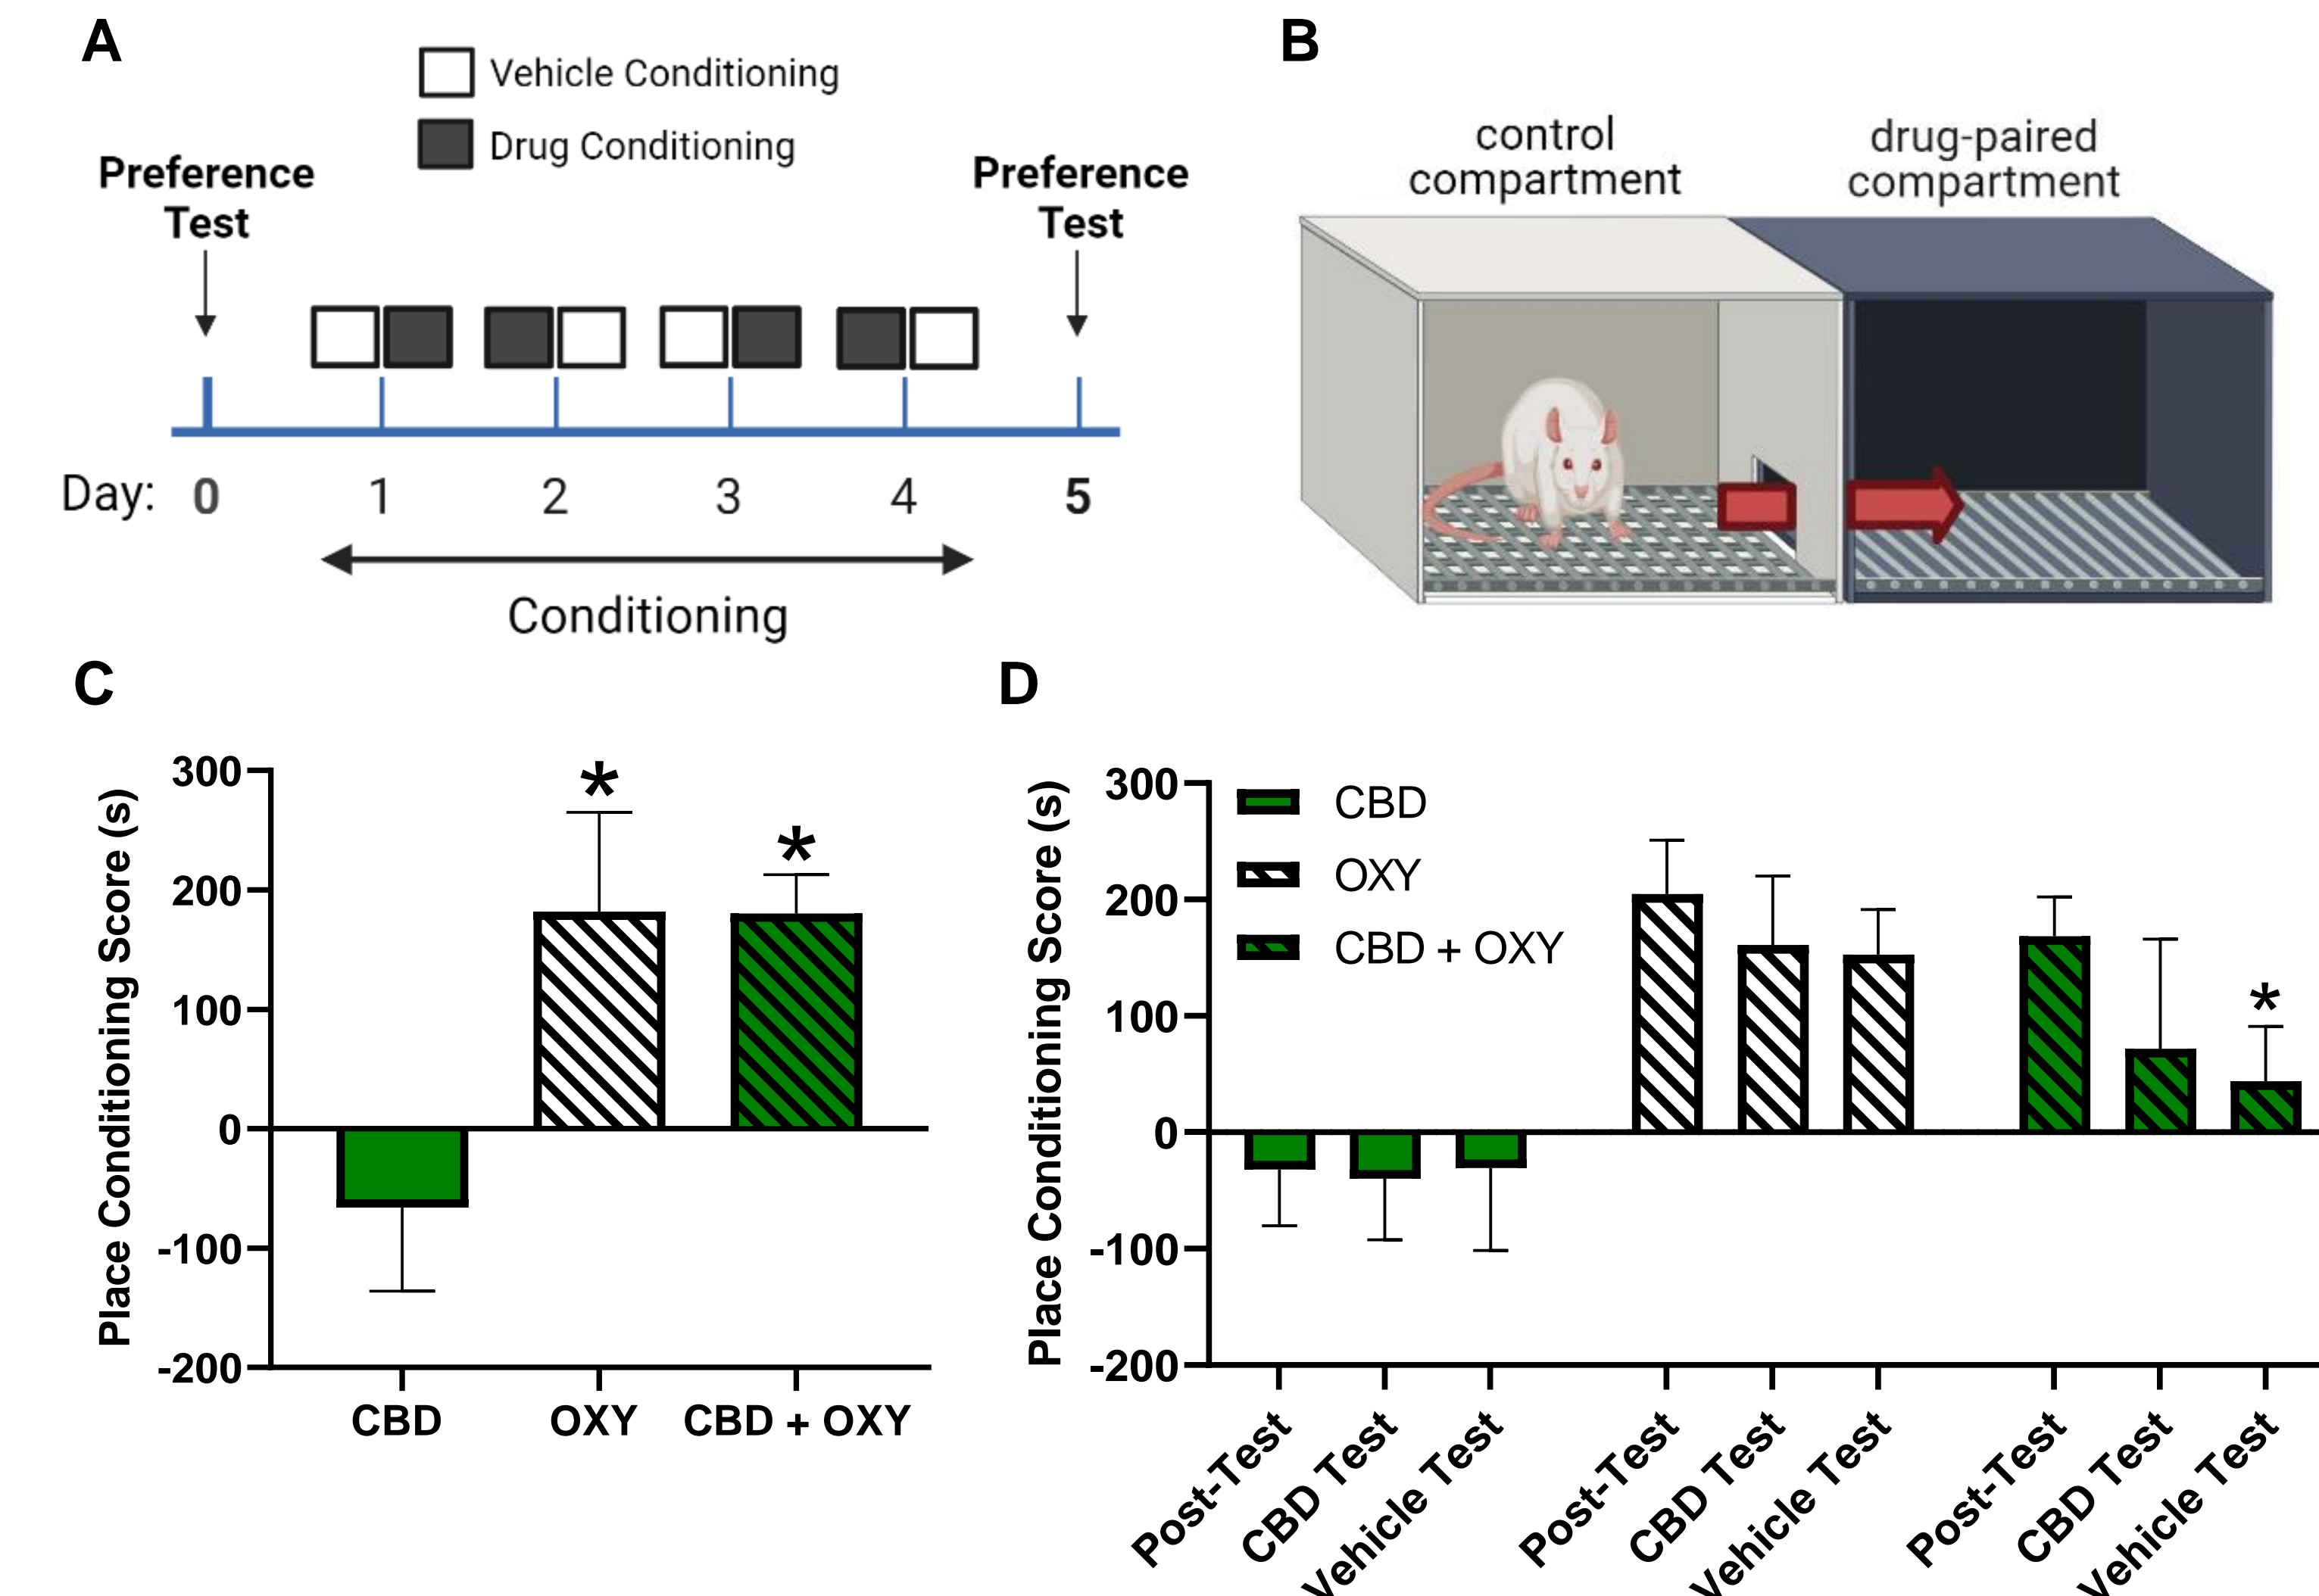 A
Vehicle Conditioning
Drug Conditioning
Preference
Test
Preference
Test
Day: 0 1 2 3 4 5
Conditioning
B
control
compartment
drug-paired
compartment
C
Place Conditioning Score (s)
300
200
100
0
-100
-200
*
*
CBD
OXY
CBD + OXY
D
Place Conditioning Score (s)
300
200
100
0
-100
-200
CBD
OXY
CBD + OXY
*
Post-Test
CBD Test
Vehicle Test
Post-Test
CBD Test
Vehicle Test
Post-Test
CBD Test
Vehicle Test